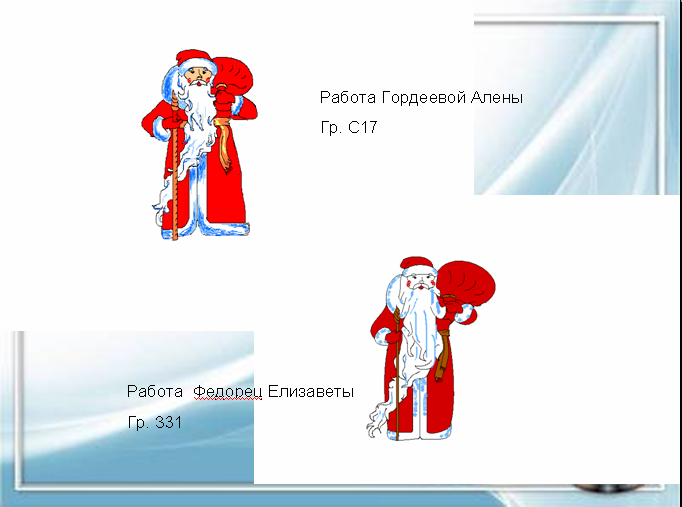 Работа Гордеевой Алены
Гр. С17
Работа Федорец Елизаветы
Гр. 331